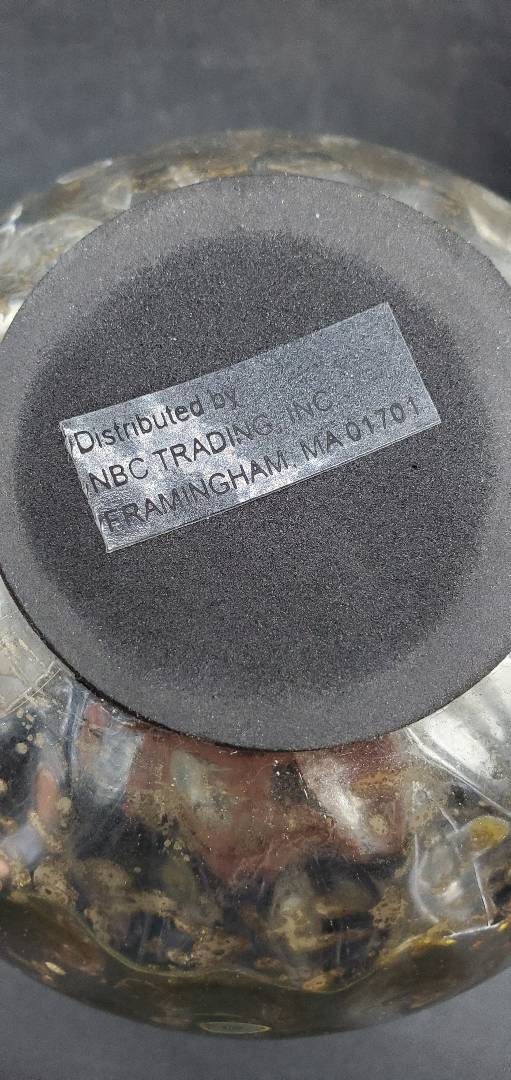 Distributed by
NBC TRADING, INC
FRAMINGHAM, MA 01701